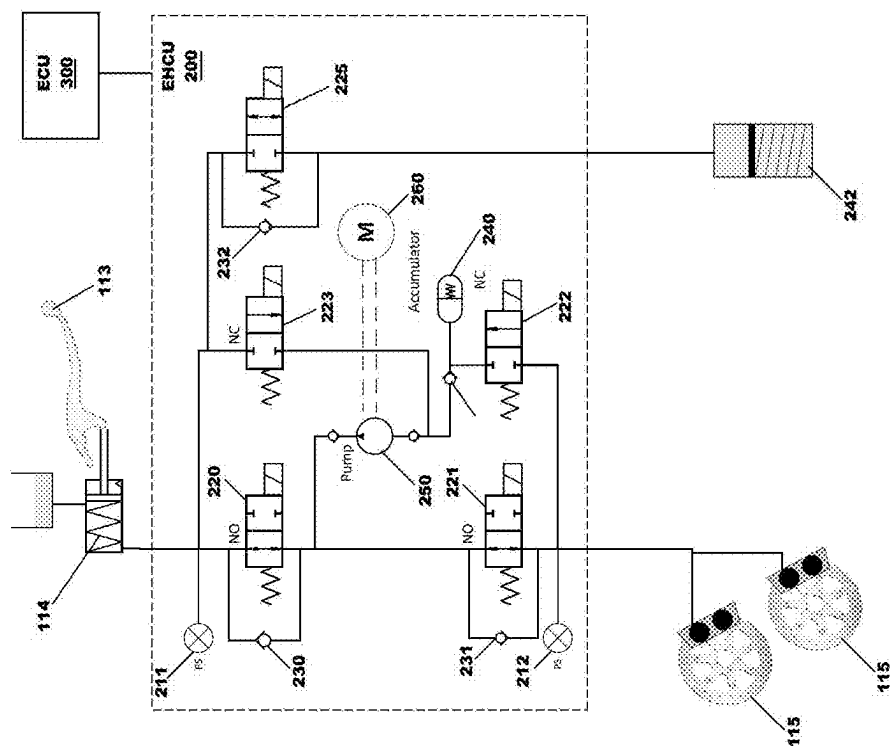 ECU
300
EHCU
200
113
114
225
232
260
M
223
NC
Accumulator
240
NC
222
Pump
250
220
NO
221
NO
211
PS
230
231
212
PS
242
115
115